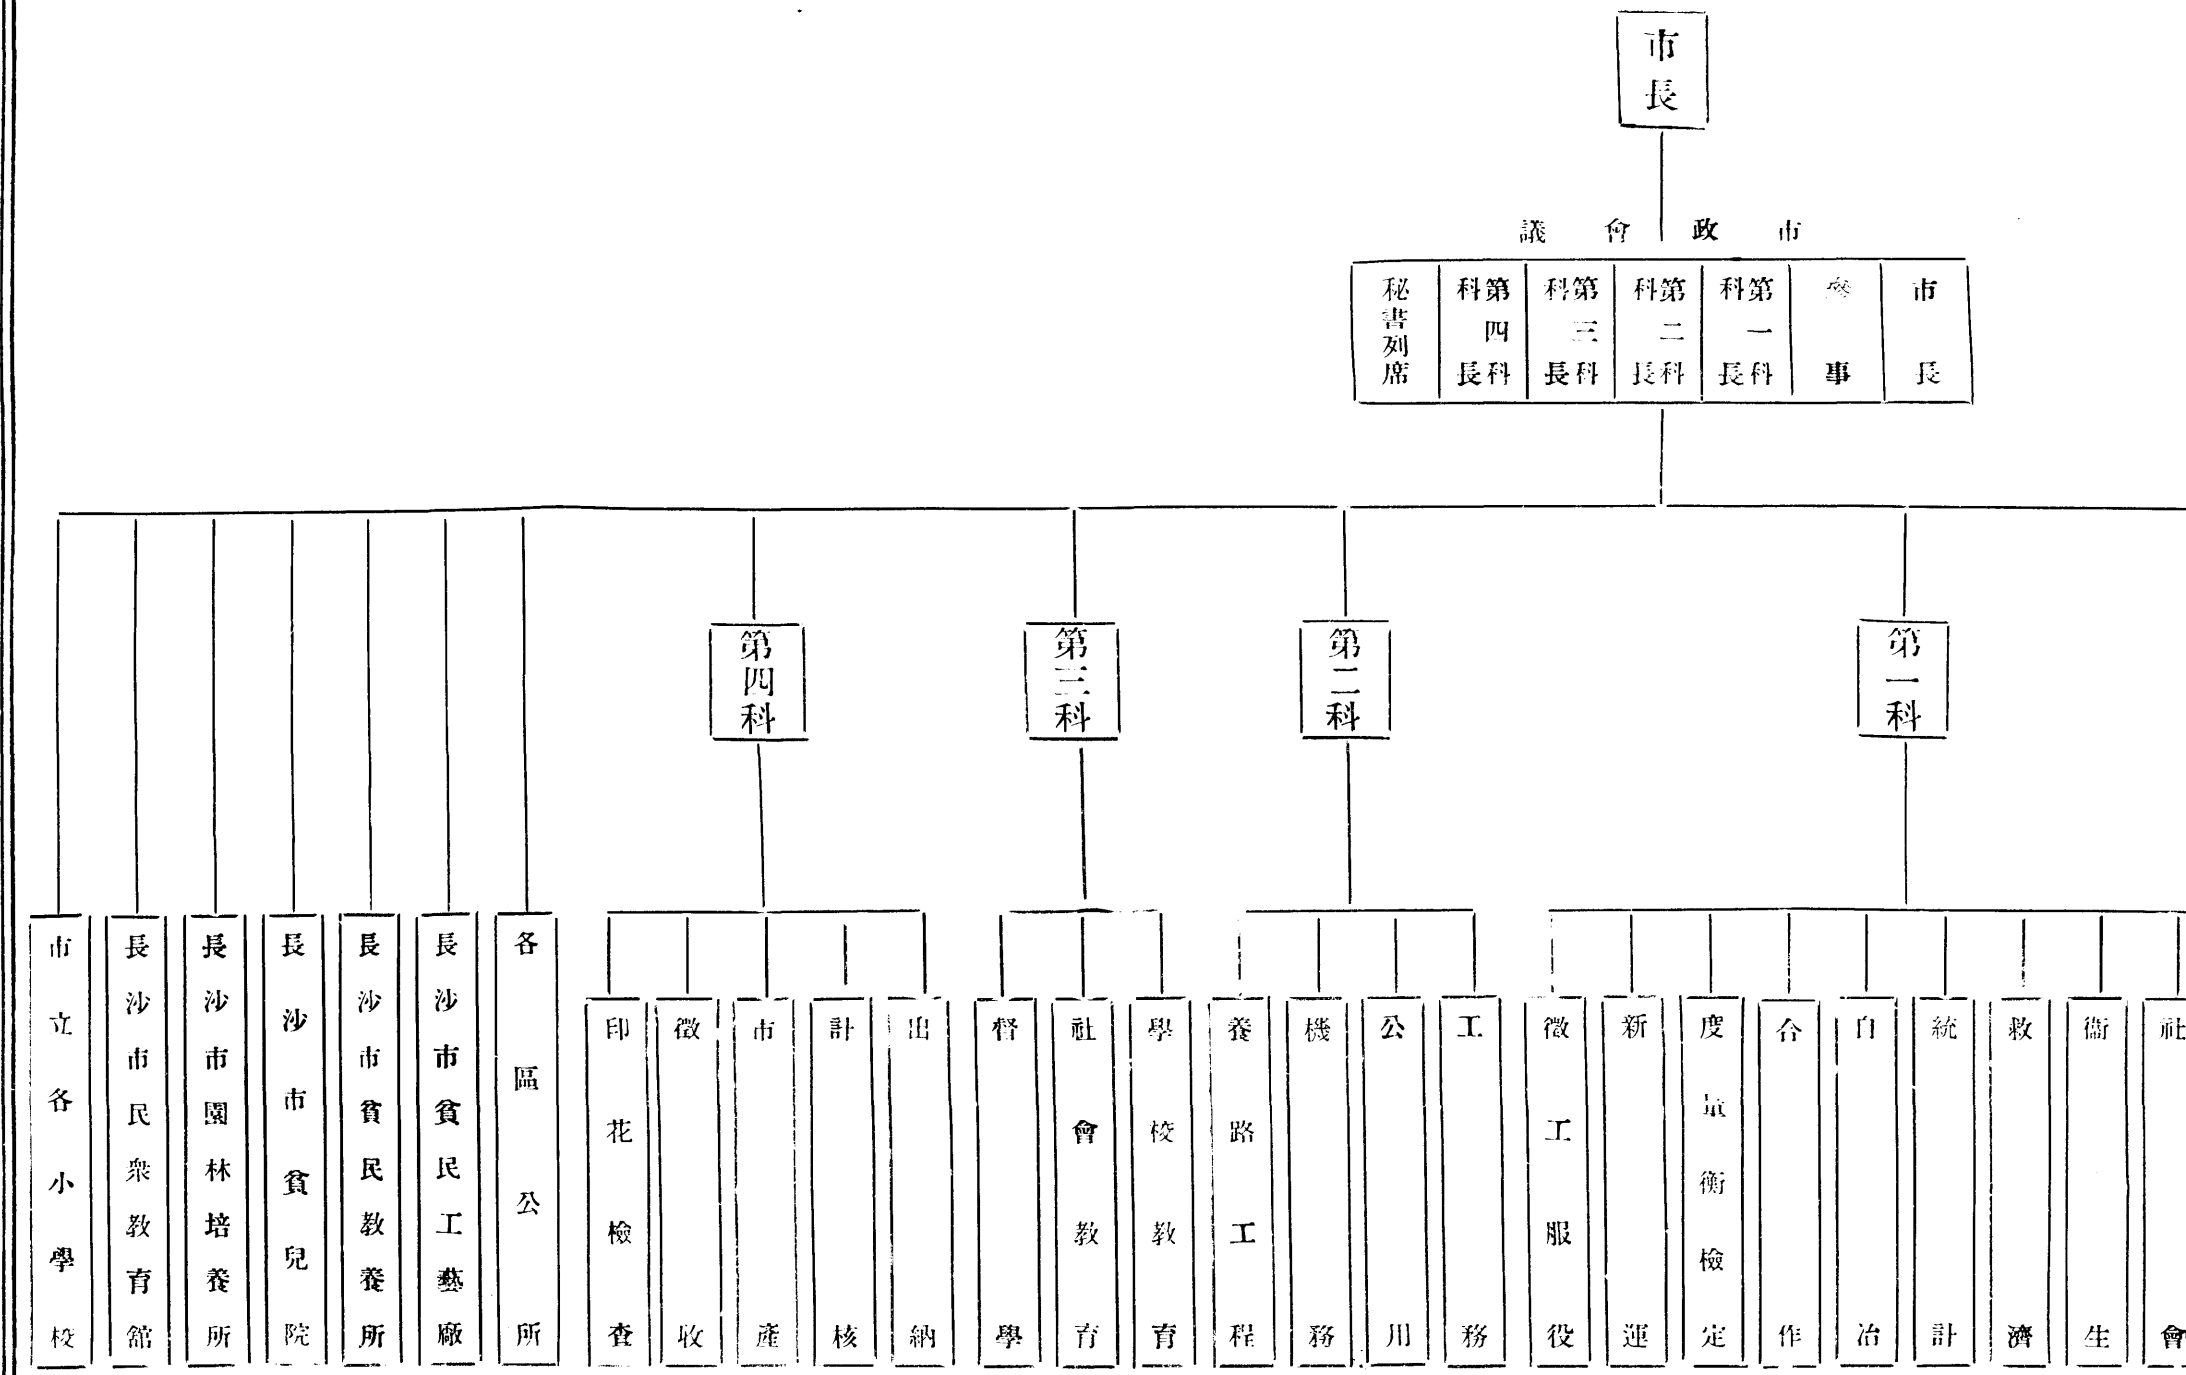 市長
市政會議
市長
參事
第一科科長
第二科科長
第三科科長
第四科科長
秘書列席
第一科
第二科
第三科
第四科
社會
衞生
救濟
統計
自治
合作
度量衡檢定
新運
徵工服役
工務
公用
機務
養路工程
學校教育
社會教育
督學
出納
計核
市產
徵收
印花檢查
各區公所
長沙市貧民工藝廠
長沙市貧民教養所
長沙市貧兒院
長沙市園林培養所
長沙市民衆教育館
市立各小學校